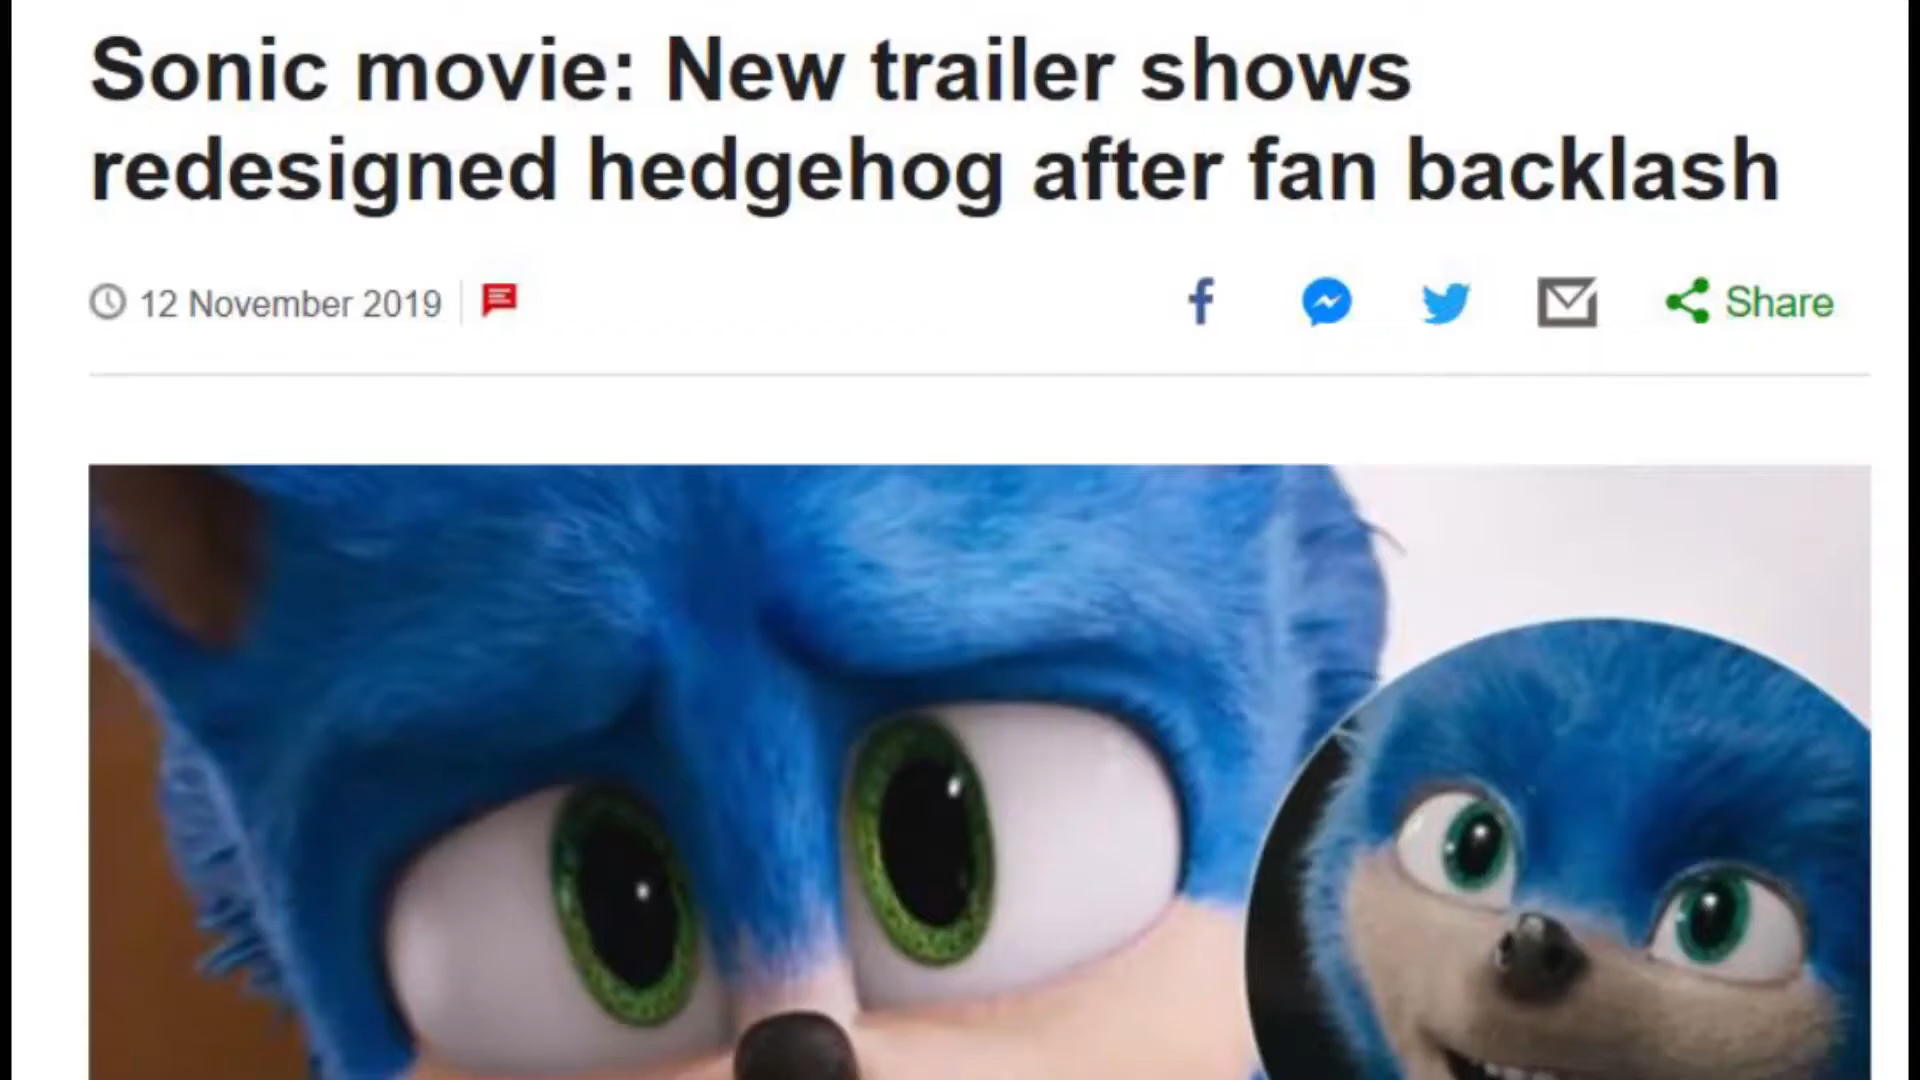 Sonic movie: New trailer shows
redesigned hedgehog after fan backlash
12 November 2019
Share